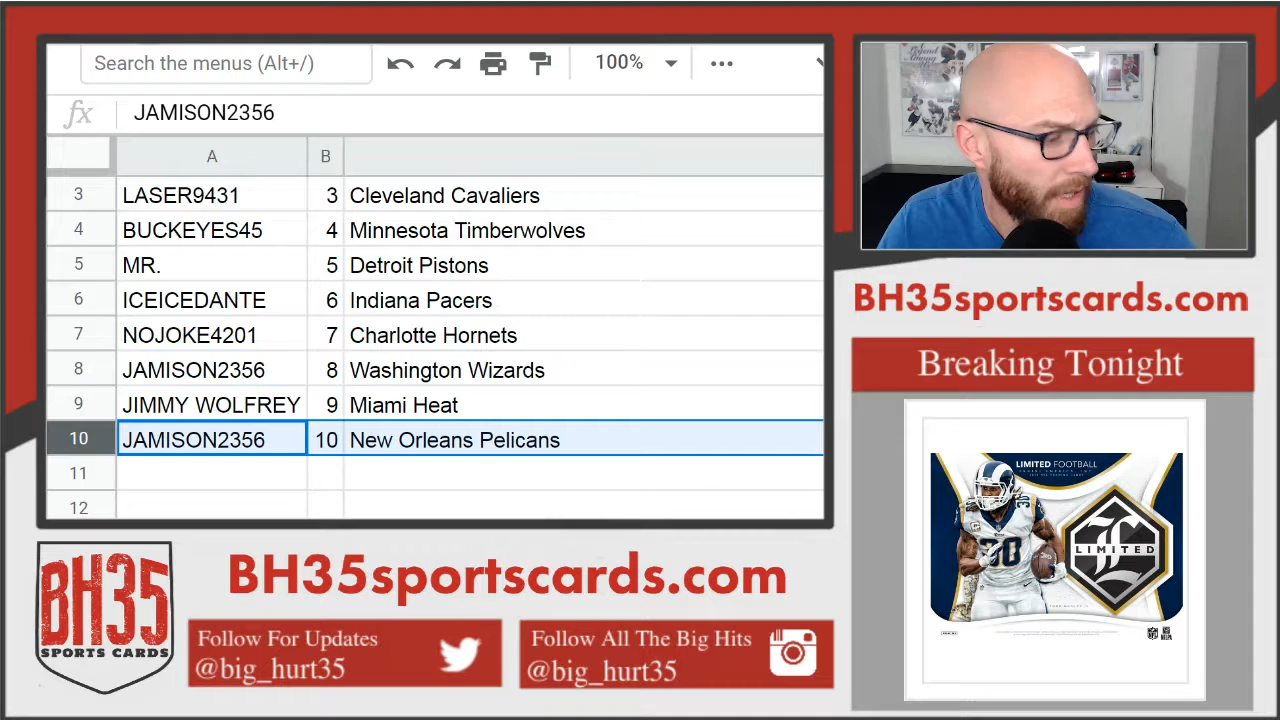 Search the menus (Alt+/)
100%
fx
JAMISON2356
A B
3 LASER9431 3 Cleveland Cavaliers
4 BUCKEYES45 4 Minnesota Timberwolves
5 MR. 5 Detroit Pistons
6 ICEICEDANTE 6 Indiana Pacers
7 NOJOKE4201 7 Charlotte Hornets
8 JAMISON2356 8 Washington Wizards
9 JIMMY WOLFREY 9 Miami Heat
10 JAMISON2356 10 New Orleans Pelicans
11
12
BH35sportscards.com
Breaking Tonight
LIMITED FOOTBALL
30
LIMITED
BH35
SPORTS CARDS
BH35sportscards.com
Follow For Updates
@big_hurt35
Follow All The Big Hits
@big_hurt35